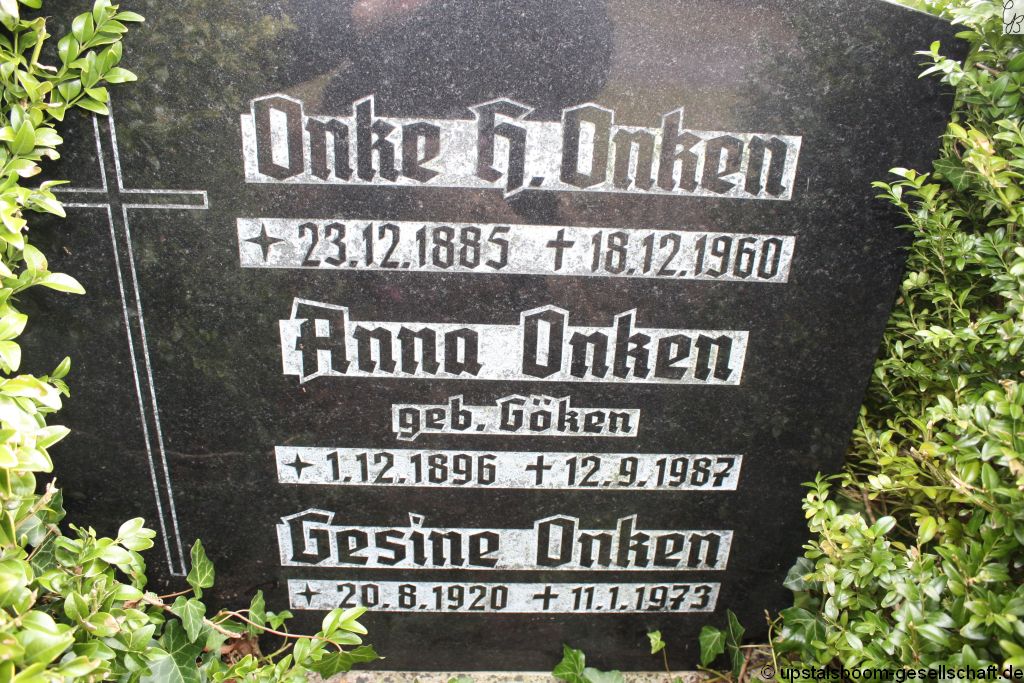 Onke H. Onken
✦ 23.12.1885 ✝ 18.12.1960
Anna Onken
geb. Göken
✦ 1.12.1896 ✝ 12.9.1987
Gesine Onken
✦ 20.8.1920 ✝ 11.1.1973
© upstalsboom-gesellschaft.de